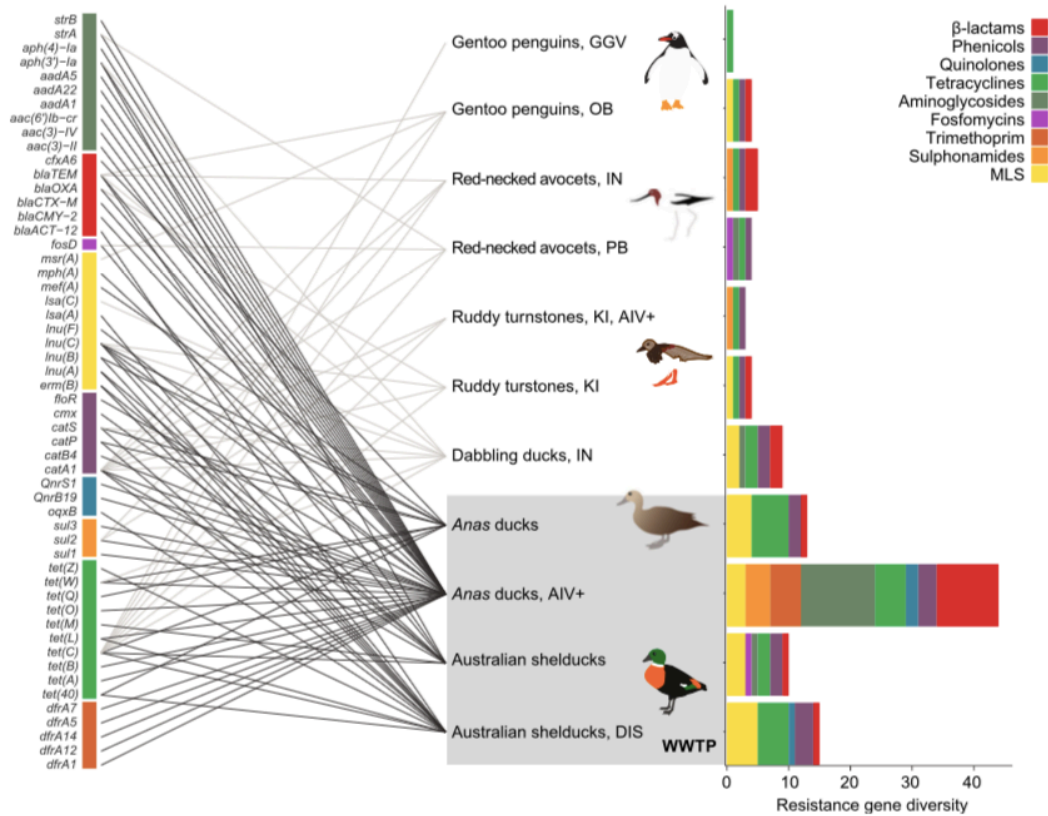 strB
strA
aph(4)−Ia
aph(3')−Ia
aadA5
aadA22
aadA1
aac(6')Ib−cr
aac(3)−IV
aac(3)−II
cfxA6
blaTEM
blaOXA
blaCTX−M
blaCMY−2
blaACT−12
fosD
msr(A)
mph(A)
mef(A)
lsa(C)
lsa(A)
lnu(F)
lnu(C)
lnu(B)
lnu(A)
erm(B)
floR
cmx
catS
catP
catB4
catA1
QnrS1
QnrB19
oqxB
sul3
sul2
sul1
tet(Z)
tet(W)
tet(Q)
tet(O)
tet(M)
tet(L)
tet(C)
tet(B)
tet(A)
tet(40)
dfrA7
dfrA5
dfrA14
dfrA12
dfrA1
Gentoo penguins, GGV
Gentoo penguins, OB
Red-necked avocets, IN
Red-necked avocets, PB
Ruddy turnstones, KI, AIV+
Ruddy turstones, KI
Dabbling ducks, IN
Anas ducks
Anas ducks, AIV+
Australian shelducks
Australian shelducks, DIS
WWTP
β-lactams
Phenicols
Quinolones
Tetracyclines
Aminoglycosides
Fosfomycins
Trimethoprim
Sulphonamides
MLS
0 10 20 30 40
Resistance gene diversity